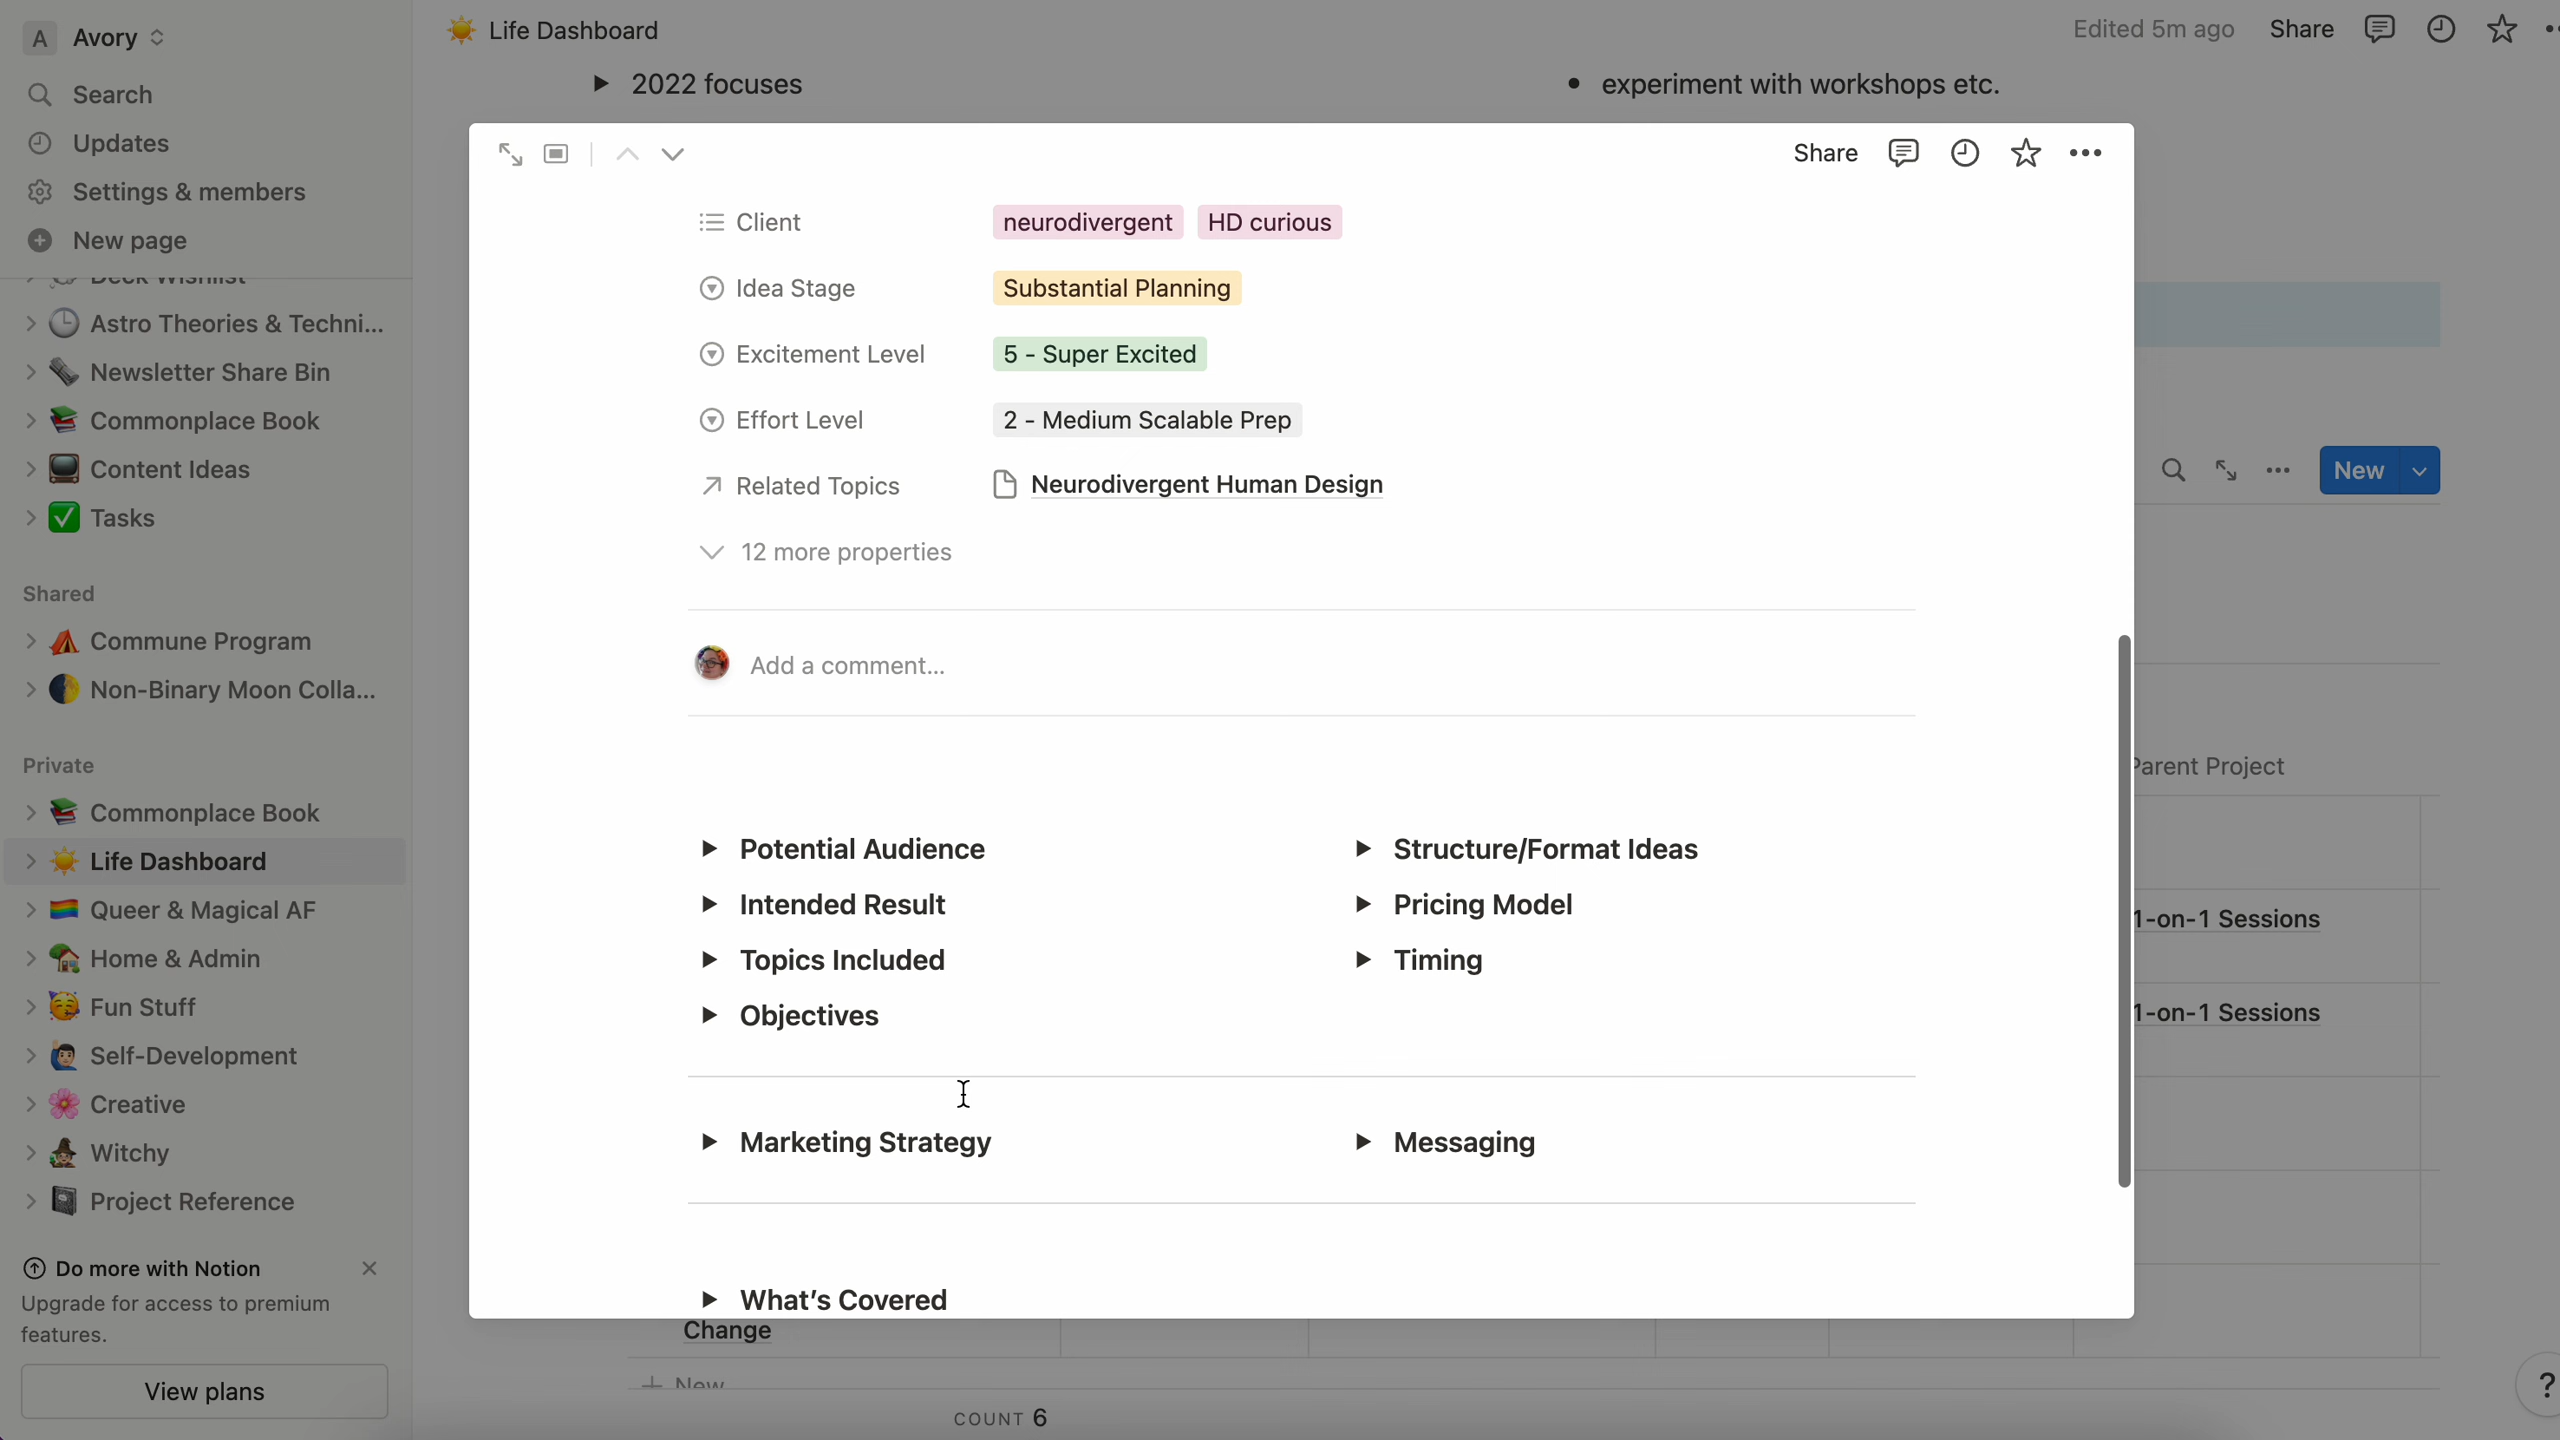 A Avory
Search
Updates
Settings & members
New page
Deck Wishlist
Astro Theories & Techni...
Newsletter Share Bin
Commonplace Book
Content Ideas
Tasks
Shared
Commune Program
Non-Binary Moon Colla...
Private
Commonplace Book
Life Dashboard
Queer & Magical AF
Home & Admin
Fun Stuff
Self-Development
Creative
Witchy
Project Reference
Do more with Notion
Upgrade for access to premium
features.
View plans
Life Dashboard
Edited 5m ago Share
2022 focuses
• experiment with workshops etc.
Share
Client neurodivergent HD curious
Idea Stage Substantial Planning
Excitement Level 5 - Super Excited
Effort Level 2 - Medium Scalable Prep
Related Topics Neurodivergent Human Design
12 more properties
Add a comment...
Potential Audience
Intended Result
Topics Included
Objectives
Structure/Format Ideas
Pricing Model
Timing
Marketing Strategy
Messaging
What's Covered
New
Parent Project
1-on-1 Sessions
1-on-1 Sessions
Change
New
COUNT 6
?